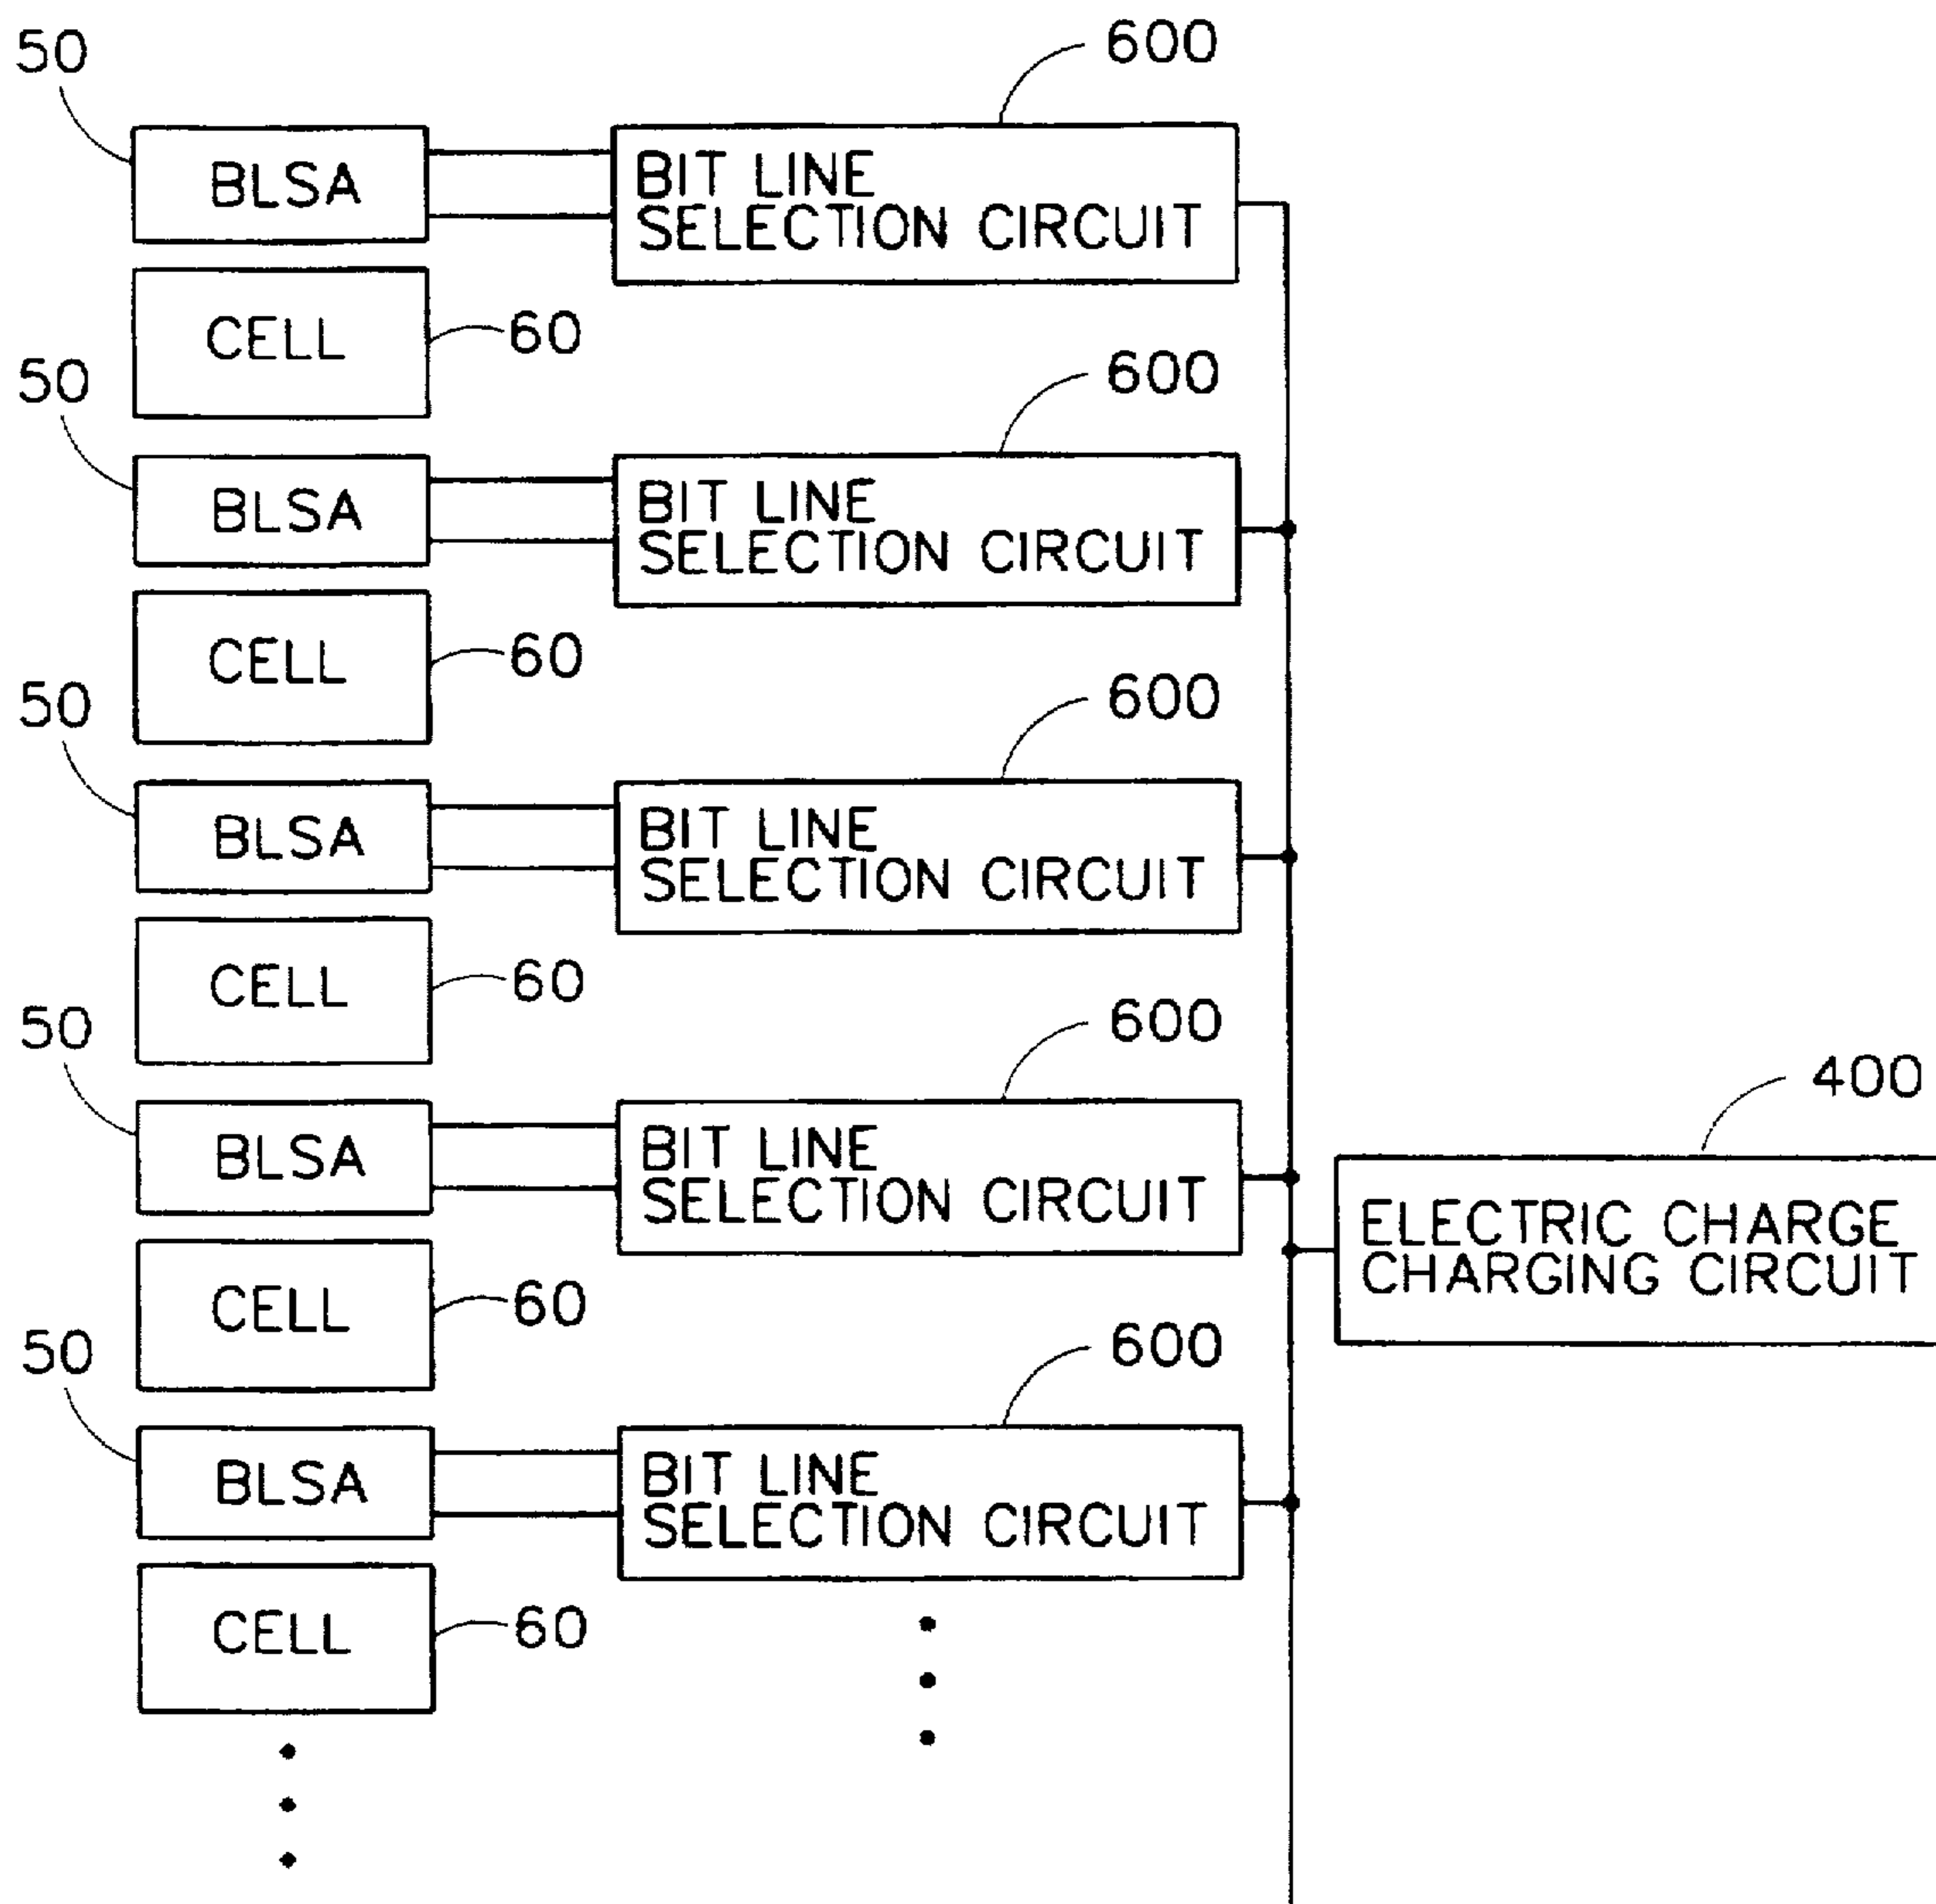 50
600
BLSA
BIT LINE
SELECTION CIRCUIT
CELL
60
50
600
BLSA
BIT LINE
SELECTION CIRCUIT
CELL
60
50
600
BLSA
BIT LINE
SELECTION CIRCUIT
CELL
60
50
600
400
BLSA
BIT LINE
SELECTION CIRCUIT
ELECTRIC CHARGE
CHARGING CIRCUIT
CELL
60
50
600
BLSA
BIT LINE
SELECTION CIRCUIT
CELL
60